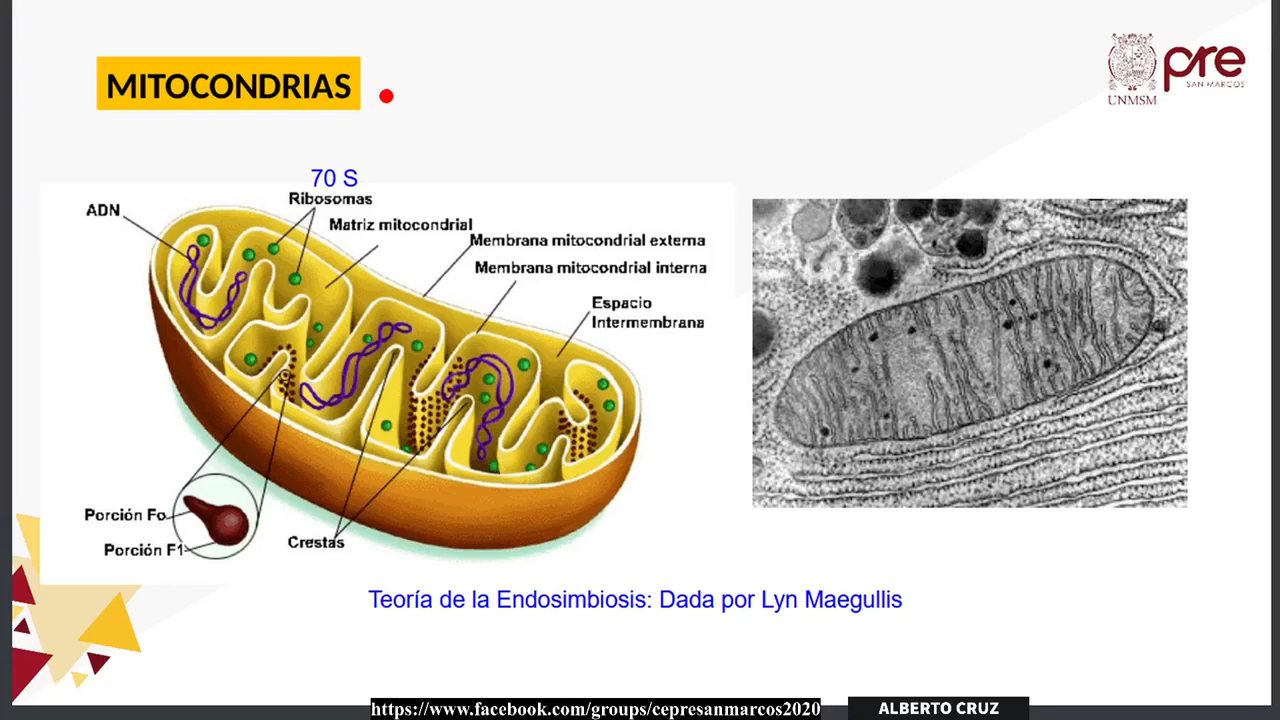 MITOCONDRIAS
UNMSM
pre
SAN MARCOS
70 S
Ribosomas
ADN
Matriz mitocondrial
Membrana mitocondrial externa
Membrana mitocondrial interna
Espacio
Intermembrana
Porción Fo
Porción F1
Crestas
Teoría de la Endosimbiosis: Dada por Lyn Maegullis
https://www.facebook.com/groups/cepresanmarcos2020
ALBERTO CRUZ